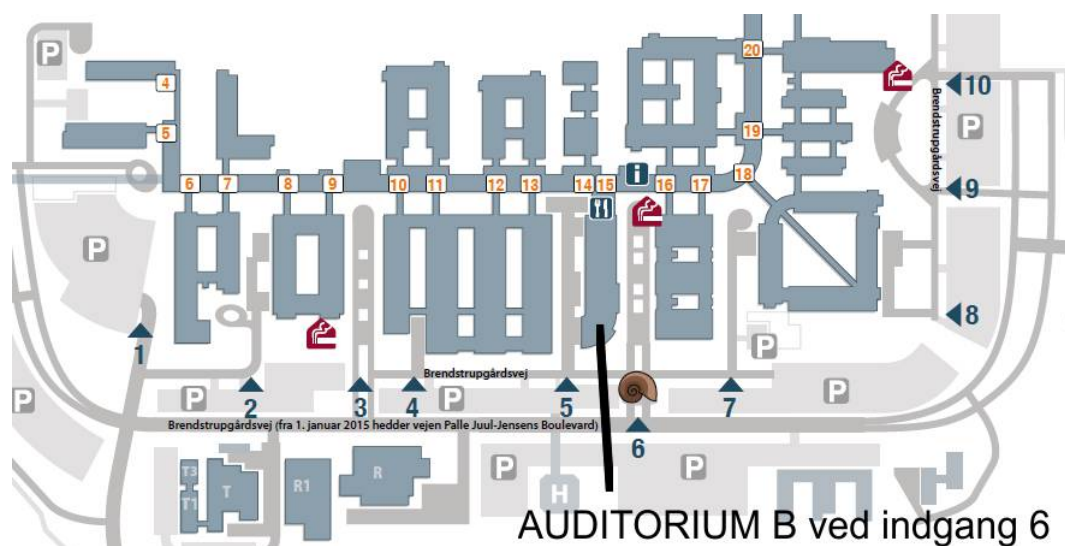 P
20
4
10
5
Brendstrupgårdsvej
P
19
i
18
6
7
8
9
10
11
12
13
14
15
16
17
9
P
P
8
1
P
Brendstrupgårdsvej
P
2
P
3
4
P
5
7
P
Brendstrupgårdsvej (fra 1. januar 2015 hedder vejen Palle Juul-Jensens Boulevard)
6
T3
T1
T
R1
R
P
H
P
AUDITORIUM B ved indgang 6